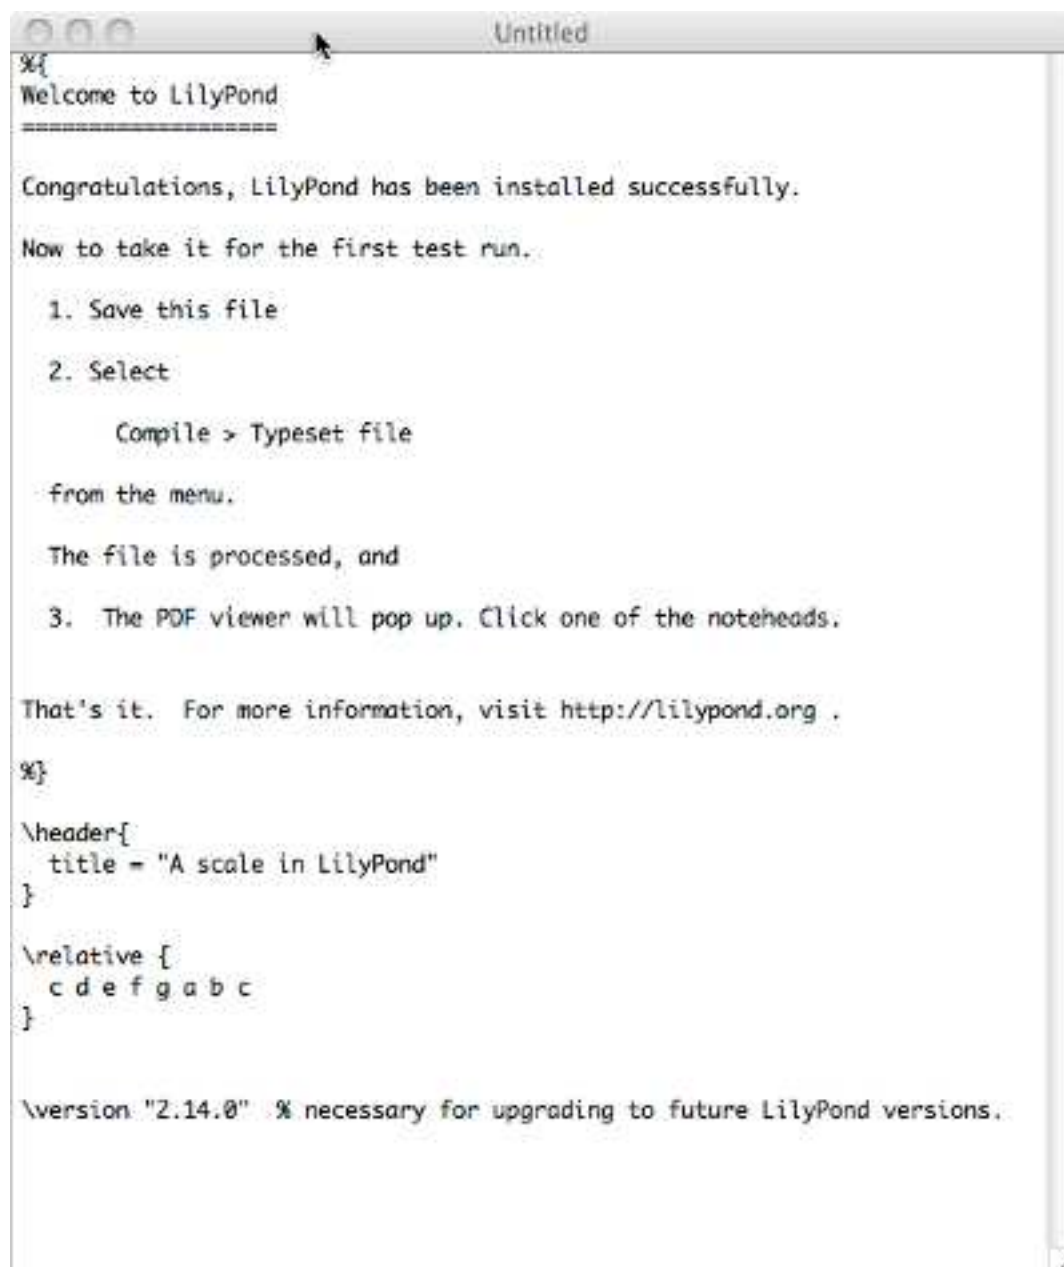 Untitled
%{
Welcome to LilyPond
===================
Congratulations, LilyPond has been installed successfully.
Now to take it for the first test run.
1. Save this file
2. Select
Compile > Typeset file
from the menu.
The file is processed, and
3.  The PDF viewer will pop up. Click one of the noteheads.
That's it.  For more information, visit http://lilypond.org .
%}
\header{
title = "A scale in LilyPond"
}
\relative {
c d e f g a b c
}
\version "2.14.0"  % necessary for upgrading to future LilyPond versions.